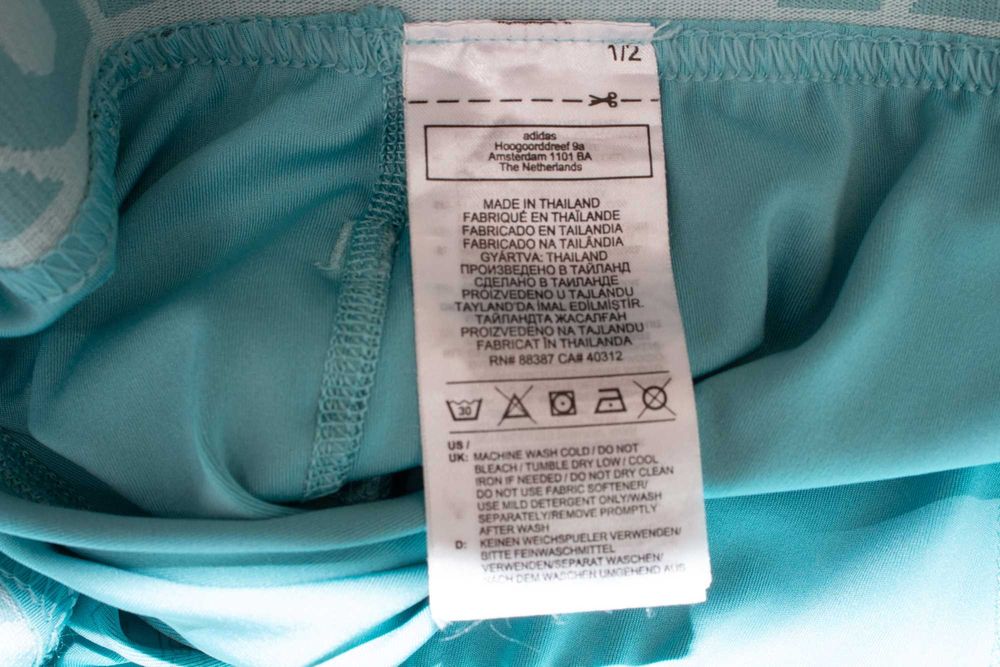 1/2
adidas
Hoogoorddreef 9a
Amsterdam 1101 BA
The Netherlands
MADE IN THAILAND
FABRIQUÉ EN THAÏLANDE
FABRICADO EN TAILANDIA
FABRICADO NA TAILÂNDIA
GYÁRTVA: THAILAND
ПРОИЗВЕДЕНО В ТАЙЛАНД
СДЕЛАНО В ТАИЛАНДЕ
PROIZVEDENO U TAJLANDU
TAYLAND'DA İMAL EDİLMİŞTİR.
ТАЙЛАНДТА ЖАСАЛҒАН
PROIZVEDENO NA TAJLANDU
FABRICAT ÎN THAILANDA
RN# 88387 CA# 40312
30
US /
UK: MACHINE WASH COLD / DO NOT
BLEACH / TUMBLE DRY LOW / COOL
IRON IF NEEDED / DO NOT DRY CLEAN
DO NOT USE FABRIC SOFTENER/
USE MILD DETERGENT ONLY/WASH
SEPARATELY/REMOVE PROMPTLY
AFTER WASH
D: KEINEN WEICHSPUELER VERWENDEN/
BITTE FEINWASCHMITTEL
VERWENDEN/SEPARAT WASCHEN/
NACH DEM WASCHEN UMGEHEND AUS